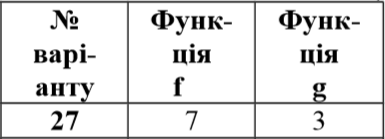 № Функ- Функ-
варі- ція ція
анту f g
27 7 3